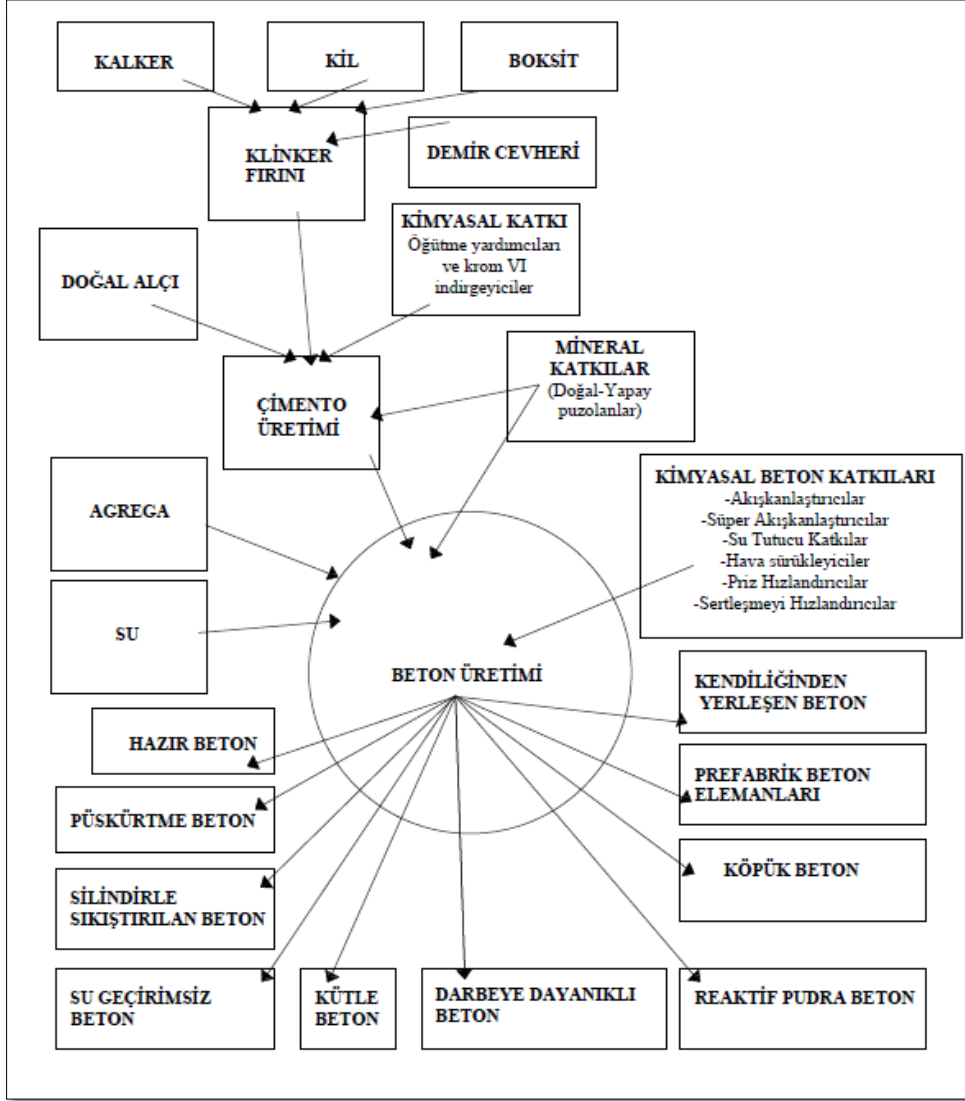 KALKER
KİL
BOKSİT
KLİNKER
FIRINI
DEMİR CEVHERİ
KİMYASAL KATKI
Öğütme yardımcıları
ve krom VI
indirgeyiciler
DOĞAL ALÇI
MİNERAL
KATKILAR
(Doğal-Yapay
puzolanlar)
ÇİMENTO
ÜRETİMİ
KİMYASAL BETON KATKILARI
-Akışkanlaştırıcılar
-Süper Akışkanlaştırıcılar
-Su Tutucu Katkılar
-Hava sürükleyiciler
-Priz Hızlandırıcılar
-Sertleşmeyi Hızlandırıcılar
AGREGA
SU
BETON ÜRETİMİ
KENDİLİĞİNDEN
YERLEŞEN BETON
HAZIR BETON
PREFABRİK BETON
ELEMANLARI
PÜSKÜRTME BETON
KÖPÜK BETON
SİLİNDİRLE
SIKIŞTIRILAN BETON
SU GEÇİRİMSİZ
BETON
KÜTLE
BETON
DARBEYE DAYANIKLI
BETON
REAKTİF PUDRA BETON